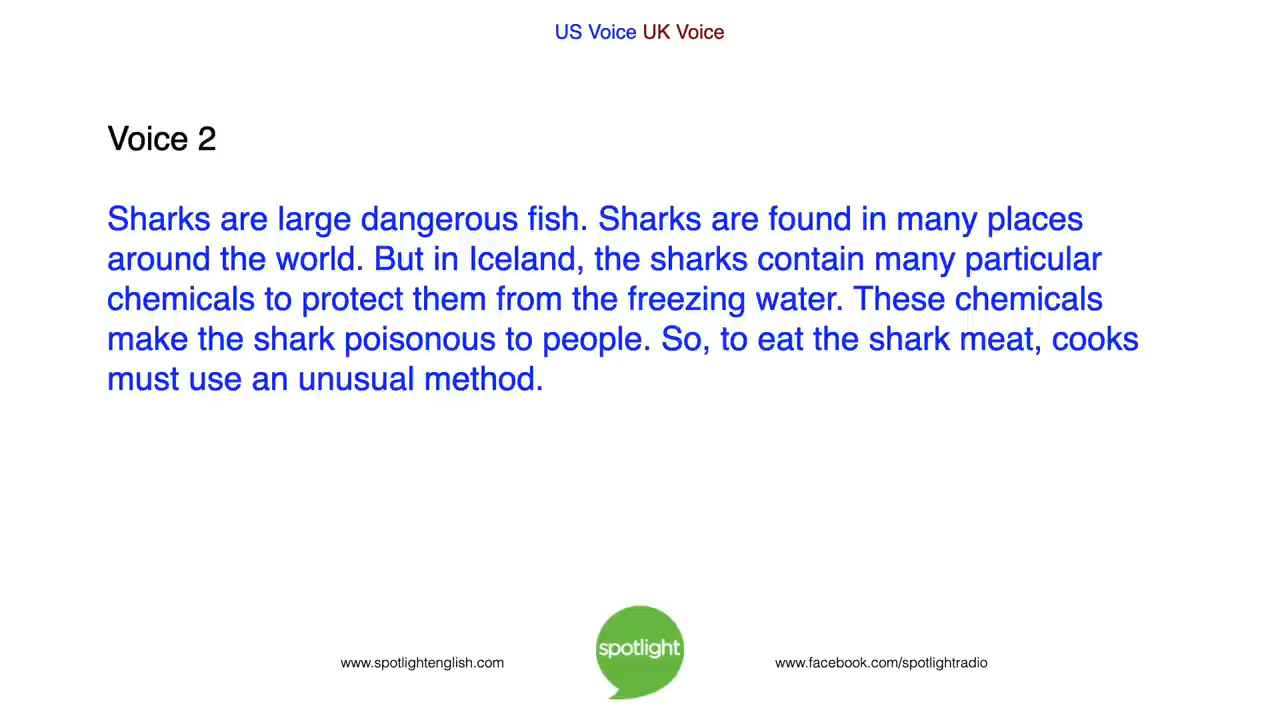 US Voice UK Voice
Voice 2
Sharks are large dangerous fish. Sharks are found in many places
around the world. But in Iceland, the sharks contain many particular
chemicals to protect them from the freezing water. These chemicals
make the shark poisonous to people. So, to eat the shark meat, cooks
must use an unusual method.
spotlight
www.spotlightenglish.com
www.facebook.com/spotlightradio